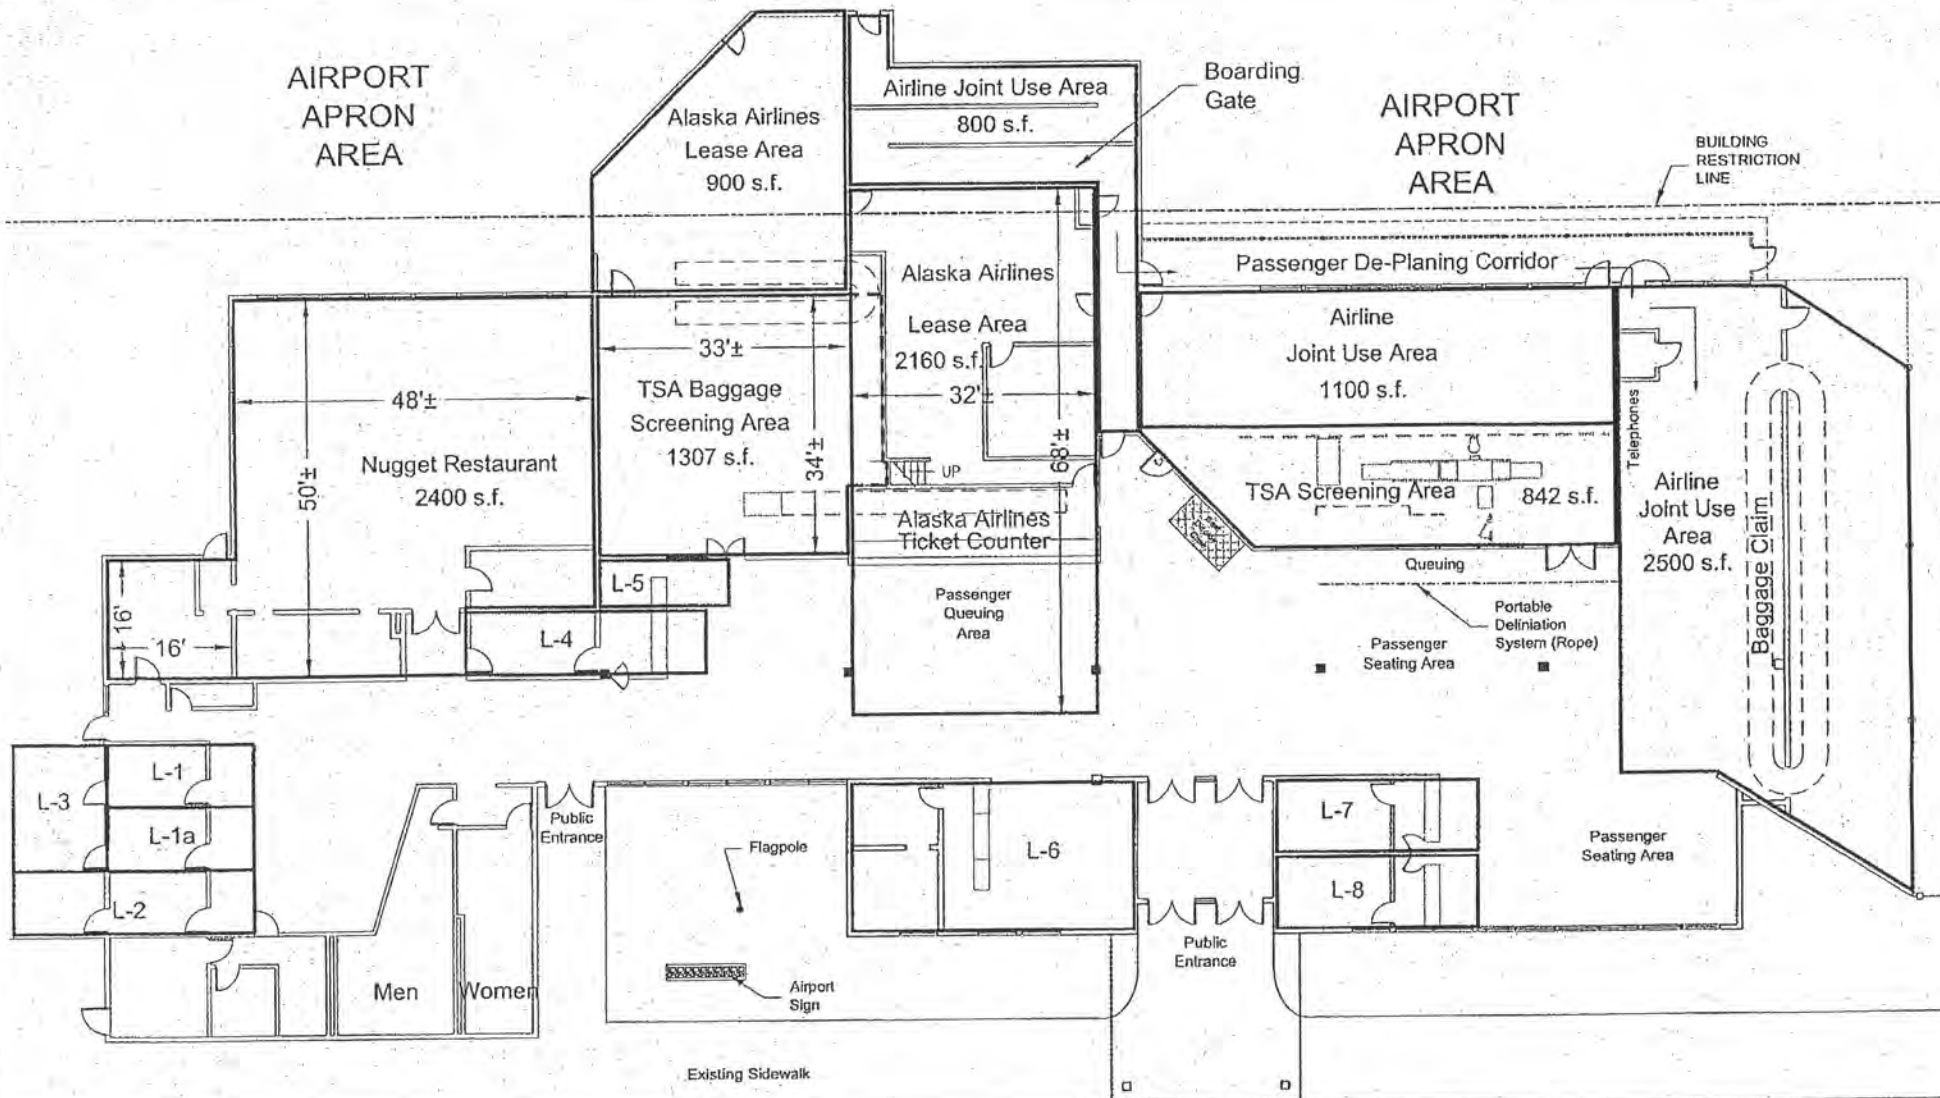 AIRPORT
APRON
AREA
Alaska Airlines
Lease Area
900 s.f.
Airline Joint Use Area
800 s.f.
Boarding
Gate
AIRPORT
APRON
AREA
BUILDING
RESTRICTION
LINE
Passenger De-Planing Corridor
Alaska Airlines
Lease Area
2160 s.f.
32'
68'±
UP
33'±
34'±
TSA Baggage
Screening Area
1307 s.f.
48'±
50'±
Nugget Restaurant
2400 s.f.
Airline
Joint Use Area
1100 s.f.
Telephones
TSA Screening Area
842 s.f.
Airline
Joint Use
Area
2500 s.f.
Baggage Claim
Alaska Airlines
Ticket Counter
Passenger
Queuing
Area
Queuing
Portable
Deliniation
System (Rope)
Passenger
Seating Area
16'
16'
L-5
L-4
L-1
L-3
L-1a
L-2
Public
Entrance
Flagpole
L-6
L-7
L-8
Passenger
Seating Area
Public
Entrance
Men
Women
Airport
Sign
Existing Sidewalk